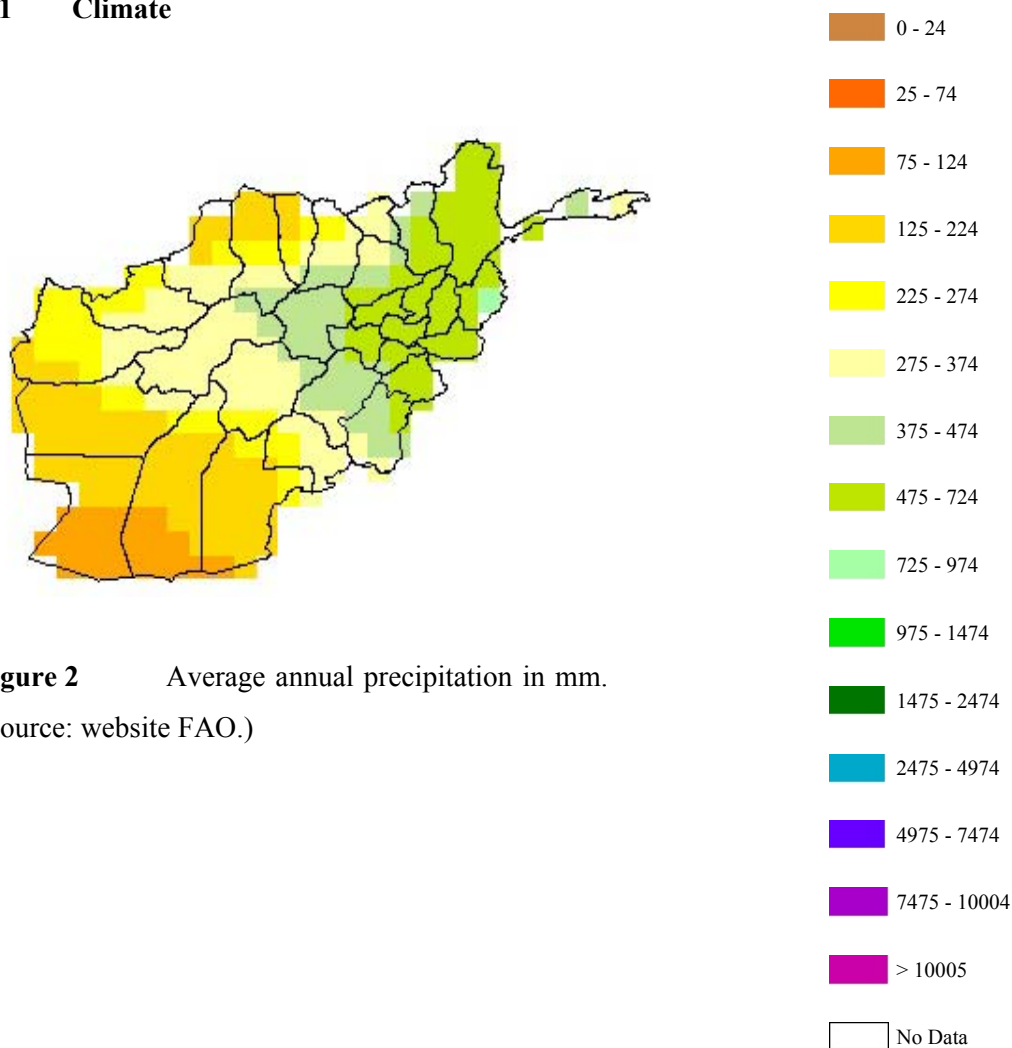 1 Climate
0 - 24
25 - 74
75 - 124
125 - 224
225 - 274
275 - 374
375 - 474
475 - 724
725 - 974
975 - 1474
1475 - 2474
2475 - 4974
4975 - 7474
7475 - 10004
> 10005
No Data
gure 2 Average annual precipitation in mm.
ource: website FAO.)